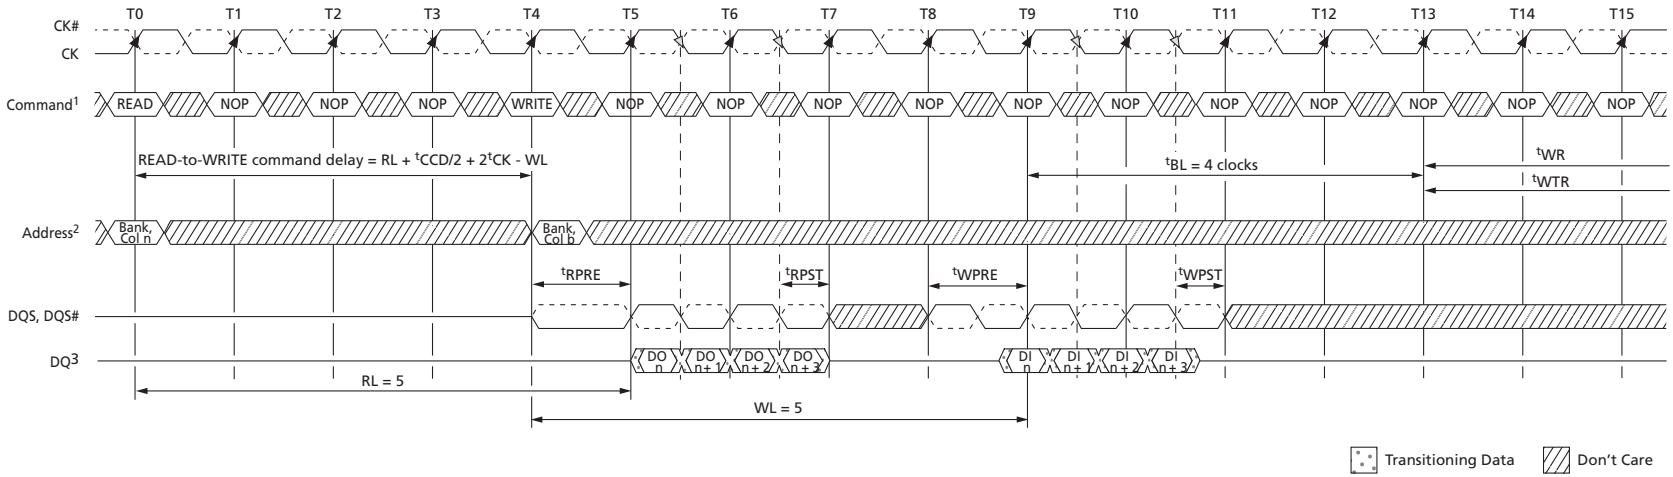 T0 T1 T2 T3 T4 T5 T6 T7 T8 T9 T10 T11 T12 T13 T14 T15
CK#
CK
Command1 READ NOP NOP NOP WRITE NOP NOP NOP NOP NOP NOP NOP NOP NOP NOP NOP
READ-to-WRITE command delay = RL + tCCD/2 + 2tCK - WL
tBL = 4 clocks
tWR
tWTR
Address2
Bank,
Col n
Bank,
Col b
tRPRE tRPST tWPRE tWPST
DQS, DQS#
DQ3
DO
n
DO
n + 1
DO
n + 2
DO
n + 3
DI
n
DI
n + 1
DI
n + 2
DI
n + 3
RL = 5
WL = 5
Transitioning Data
Don't Care